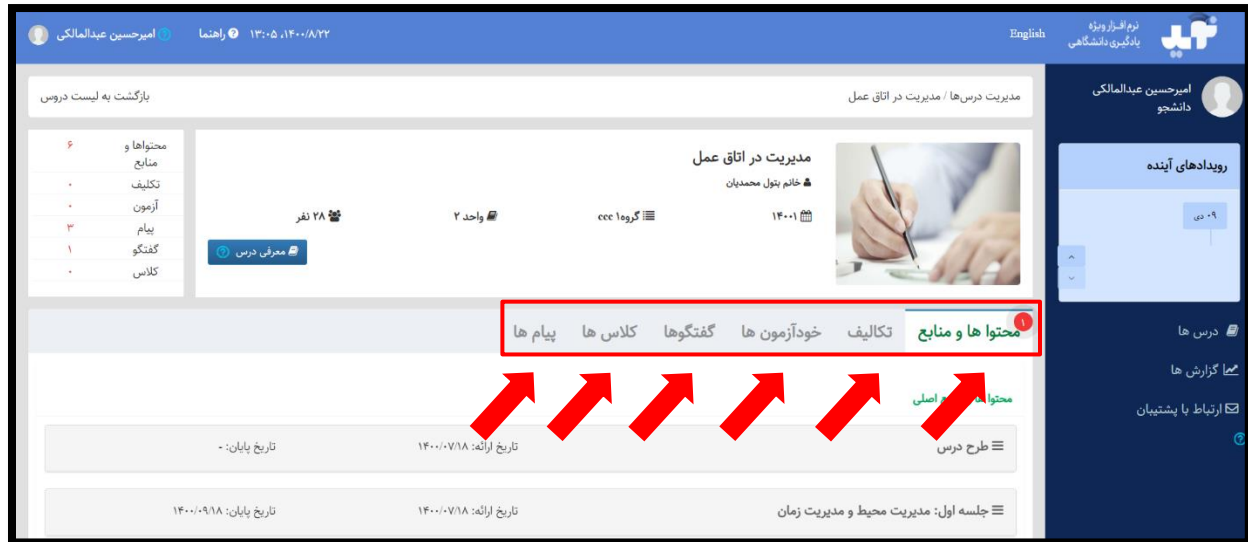 نوید
نرم‌افزار ویژه
یادگیری دانشگاهی
English
۱۴۰۰/۸/۲۲، ۱۳:۰۵
راهنما
امیرحسین عبدالمالکی
امیرحسین عبدالمالکی
دانشجو
رویدادهای آینده
۰۹ دی
درس ها
گزارش ها
ارتباط با پشتیبان
مدیریت درس‌ها / مدیریت در اتاق عمل
بازگشت به لیست دروس
مدیریت در اتاق عمل
خانم بتول محمدیان
۱۴۰۰۱
گروه۱ ccc
واحد ۲
۲۸ نفر
معرفی درس
محتواها و منابع ۶
تکلیف ۰
آزمون ۰
پیام ۳
گفتگو ۱
کلاس ۰
۱
محتوا ها و منابع تکالیف خودآزمون ها گفتگوها کلاس ها پیام ها
محتوا اصلی
طرح درس تاریخ ارائه: ۱۴۰۰/۰۷/۱۸ تاریخ پایان: -
جلسه اول: مدیریت محیط و مدیریت زمان تاریخ ارائه: ۱۴۰۰/۰۷/۱۸ تاریخ پایان: ۱۴۰۰/۰۹/۱۸